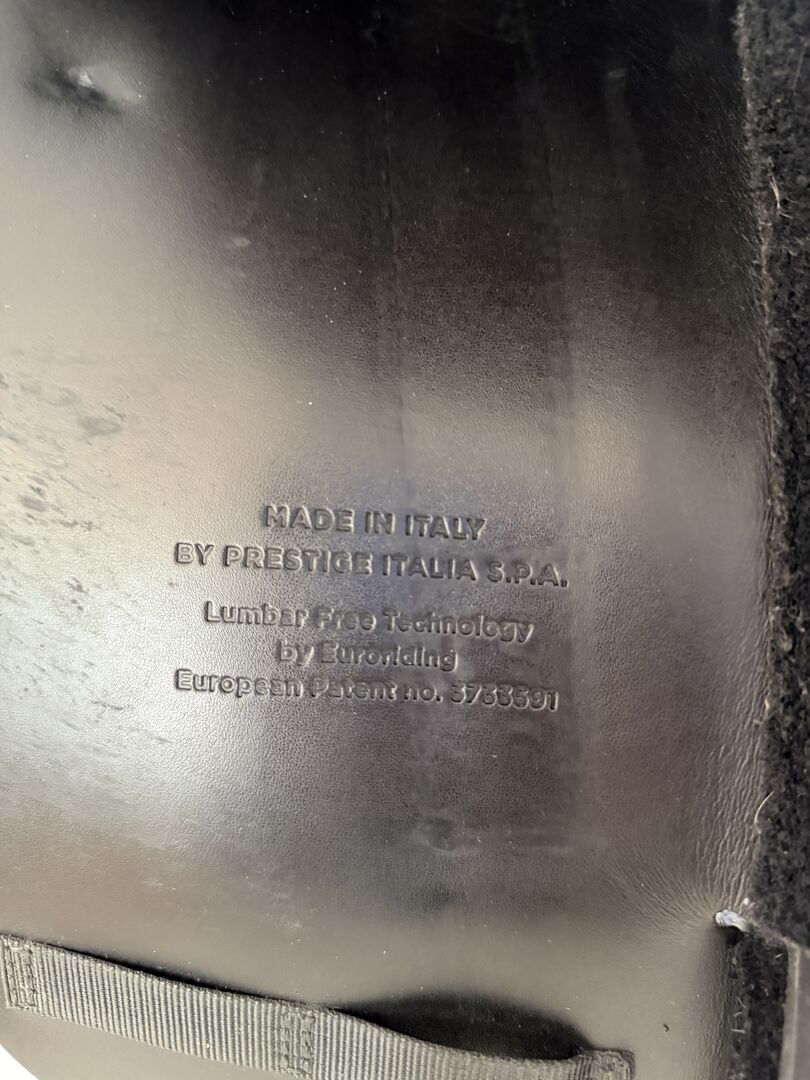 MADE IN ITALY
BY PRESTIGE ITALIA S.P.A.
Lumbar Free Technology
by Euroriding
European Patent no. 3733591